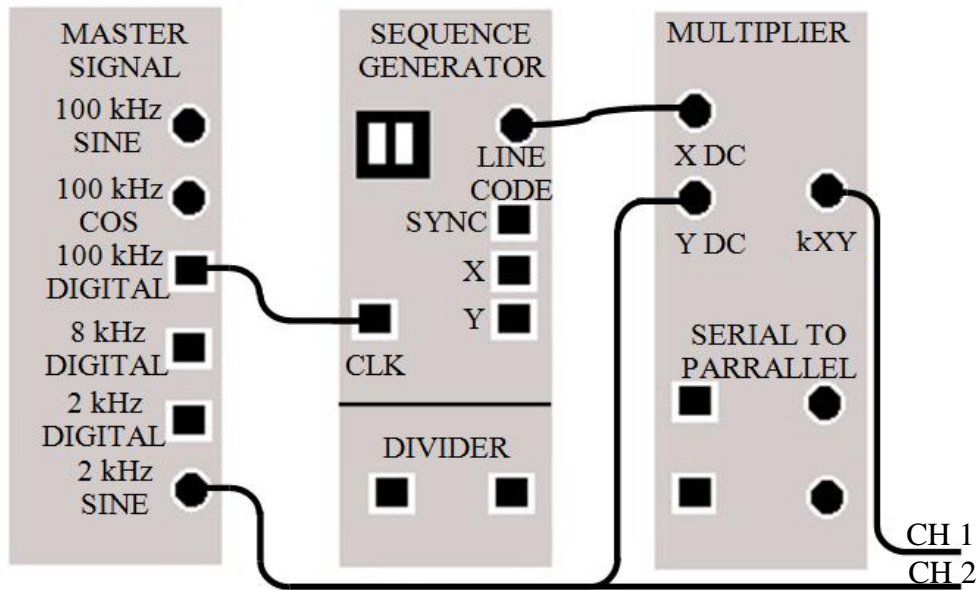 MASTER
SIGNAL
100 kHz
SINE
100 kHz
COS
100 kHz
DIGITAL
8 kHz
DIGITAL
2 kHz
DIGITAL
2 kHz
SINE
SEQUENCE
GENERATOR
LINE
CODE
SYNC
X
Y
CLK
DIVIDER
MULTIPLIER
X DC
Y DC
kXY
SERIAL TO
PARRALLEL
CH 1
CH 2